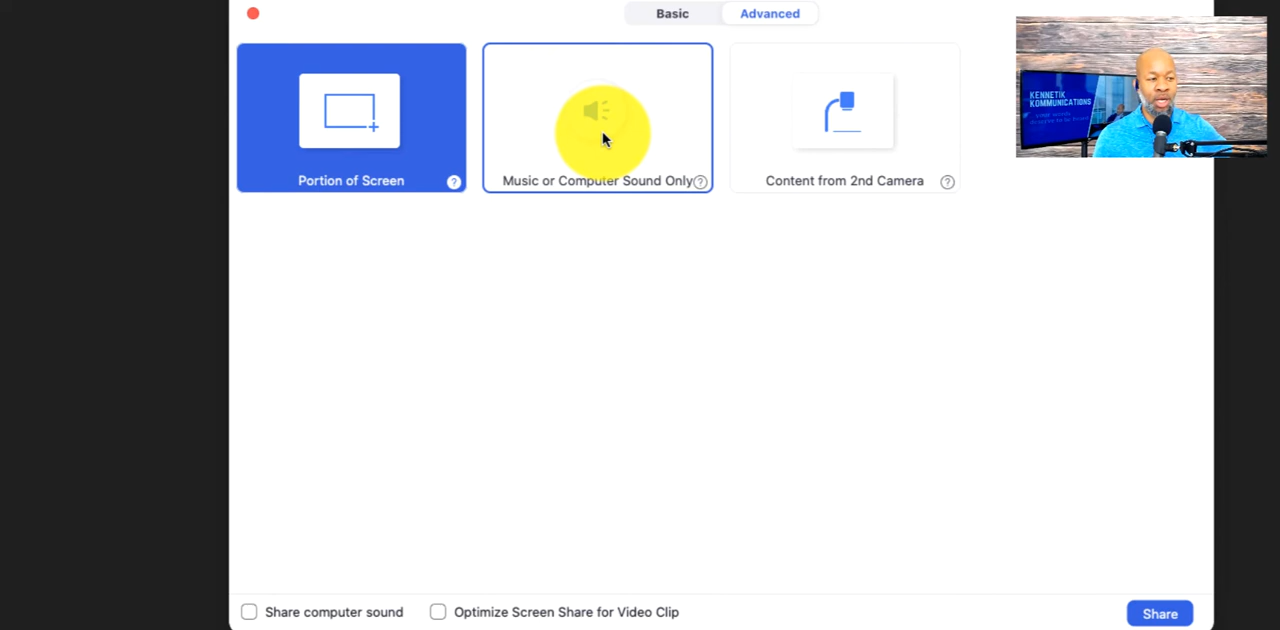 Basic Advanced
KENNETIK
KOMMUNICATIONS
Portion of Screen ?
Music or Computer Sound Only ?
Content from 2nd Camera ?
Share computer sound
Optimize Screen Share for Video Clip
Share